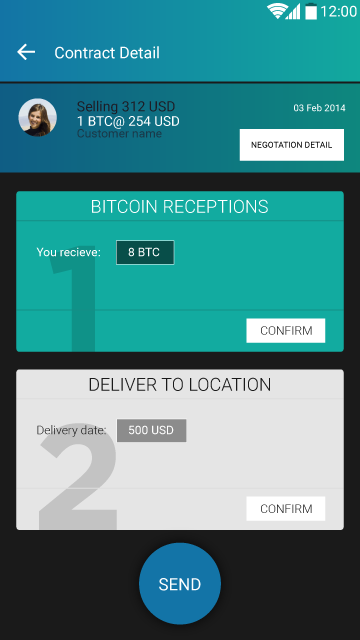 12:00
Contract Detail
Selling 312 USD
03 Feb 2014
1 BTC@ 254 USD
Customer name
NEGOTATION DETAIL
BITCOIN RECEPTIONS
1
You recieve: 8 BTC
CONFIRM
DELIVER TO LOCATION
2
Delivery date: 500 USD
CONFIRM
SEND